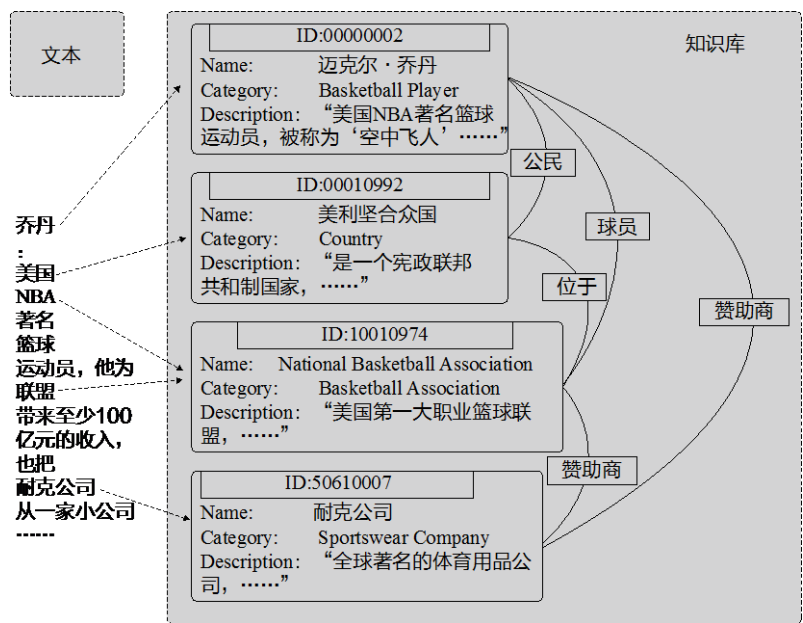 文本
知识库
ID:00000002
Name: 迈克尔·乔丹
Category: Basketball Player
Description: “美国NBA著名篮球
运动员，被称为‘空中飞人’……”
ID:00010992
Name: 美利坚合众国
Category: Country
Description: “是一个宪政联邦
共和制国家，……”
ID:10010974
Name: National Basketball Association
Category: Basketball Association
Description: “美国第一大职业篮球联
盟，……”
ID:50610007
Name: 耐克公司
Category: Sportswear Company
Description: “全球著名的体育用品公
司，……”
公民
球员
位于
赞助商
赞助商
乔丹
：
美国
NBA
著名
篮球
运动员，他为
联盟
带来至少100
亿元的收入，
也把
耐克公司
从一家小公司
……